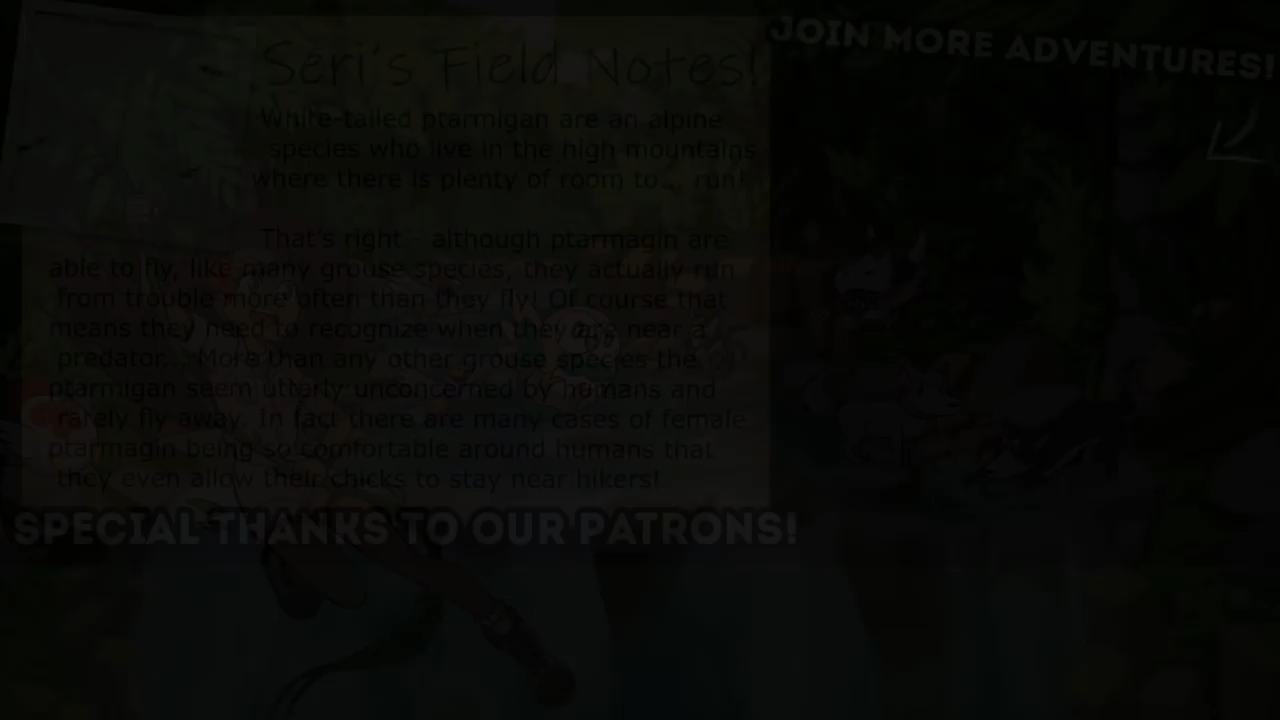 Seri's Field Notes!
JOIN MORE ADVENTURES!
White-tailed ptarmigan are an alpine
species who live in the high mountains
where there is plenty of room to... run!
That's right - although ptarmagin are
able to fly, like many grouse species, they actually run
from trouble more often than they fly! Of course that
means they need to recognize when they are near a
predator... More than any other grouse species the
ptarmigan seem utterly unconcerned by humans and
rarely fly away. In fact there are many cases of female
ptarmagin being so comfortable around humans that
they even allow their chicks to stay near hikers!
SPECIAL THANKS TO OUR PATRONS!